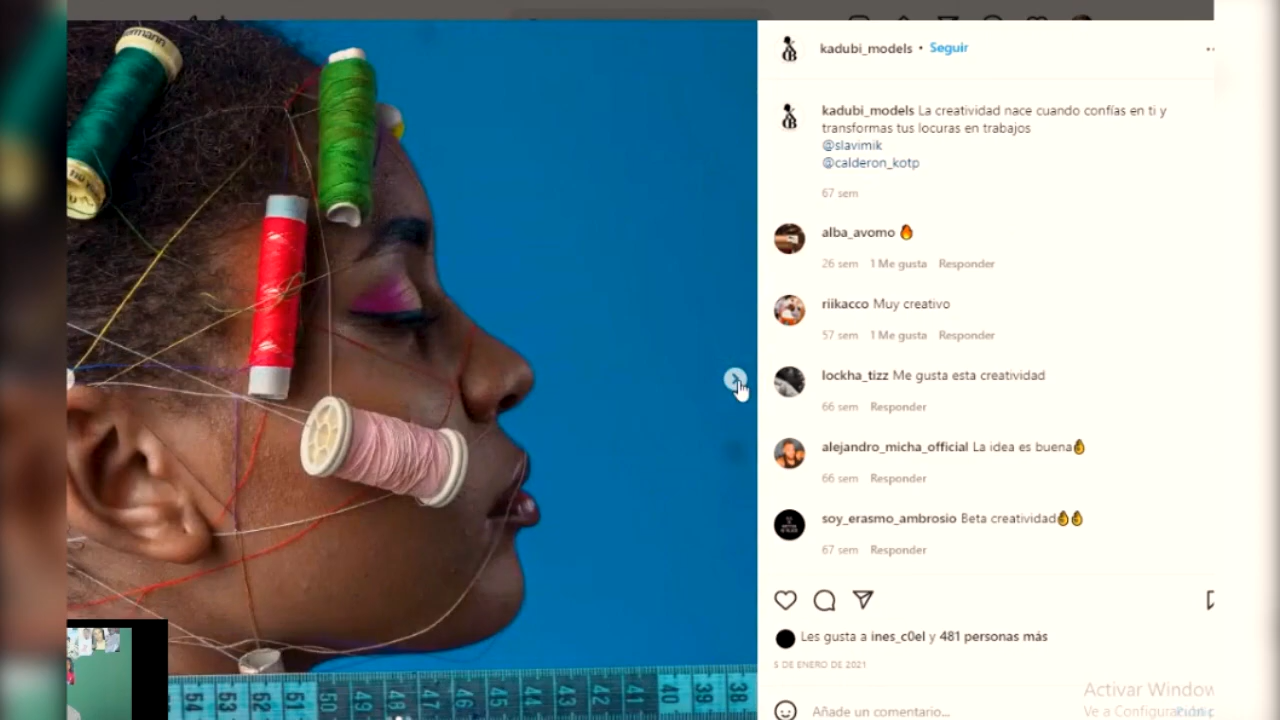 kadubi_models • Seguir
kadubi_models La creatividad nace cuando confías en ti y
transformas tus locuras en trabajos
@slavimik
@calderon_kotp
67 sem
alba_avomo 🔥
26 sem 1 Me gusta Responder
riikacco Muy creativo
57 sem 1 Me gusta Responder
lockha_tizz Me gusta esta creatividad
66 sem Responder
alejandro_micha_official La idea es buena👌
66 sem Responder
soy_erasmo_ambrosio Beta creatividad👌👌
67 sem Responder
Les gusta a ines_c0el y 481 personas más
5 DE ENERO DE 2021
Añade un comentario...
Activar Window
Ve a Configuración
54 53 52 51 50 49 48 47 46 45 44 43 42 41 40 39 38